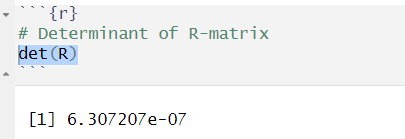 ```{r}
# Determinant of R-matrix
det(R)
```
[1] 6.307207e-07